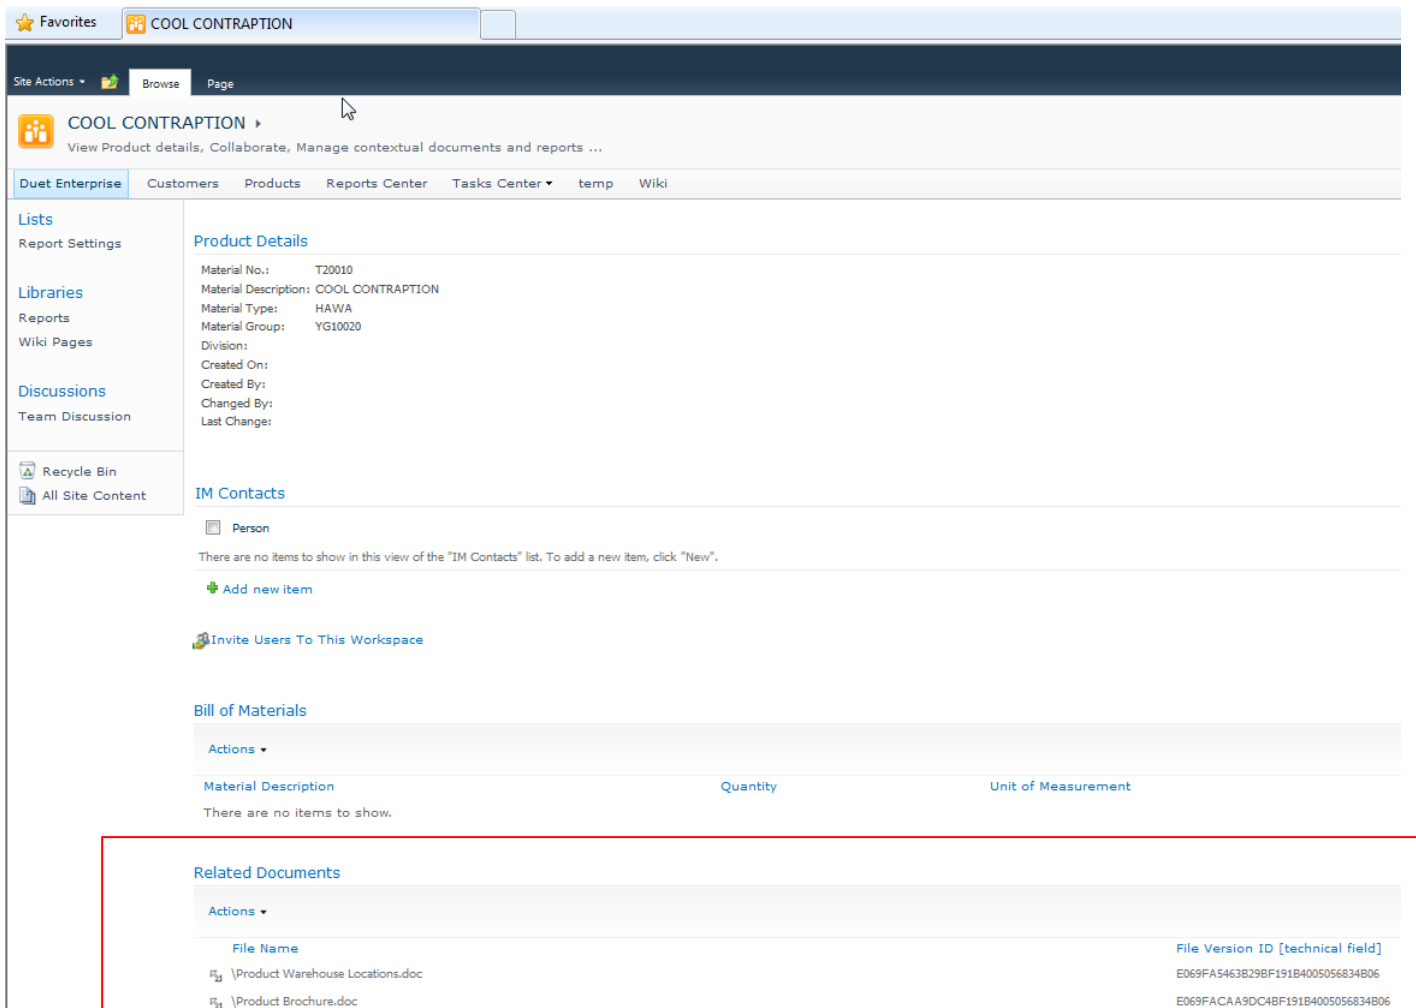 Favorites
COOL CONTRAPTION
Site Actions
Browse
Page
COOL CONTRAPTION
View Product details, Collaborate, Manage contextual documents and reports ...
Duet Enterprise
Customers
Products
Reports Center
Tasks Center
temp
Wiki
Lists
Report Settings
Libraries
Reports
Wiki Pages
Discussions
Team Discussion
Recycle Bin
All Site Content
Product Details
Material No.: T20010
Material Description: COOL CONTRAPTION
Material Type: HAWA
Material Group: YG10020
Division:
Created On:
Created By:
Changed By:
Last Change:
IM Contacts
Person
There are no items to show in this view of the "IM Contacts" list. To add a new item, click "New".
Add new item
Invite Users To This Workspace
Bill of Materials
Actions
Material Description Quantity Unit of Measurement
There are no items to show.
Related Documents
Actions
File Name File Version ID [technical field]
\Product Warehouse Locations.doc E069FA5463B29BF191B4005056834B06
\Product Brochure.doc E069FACAA9DC4BF191B4005056834B06